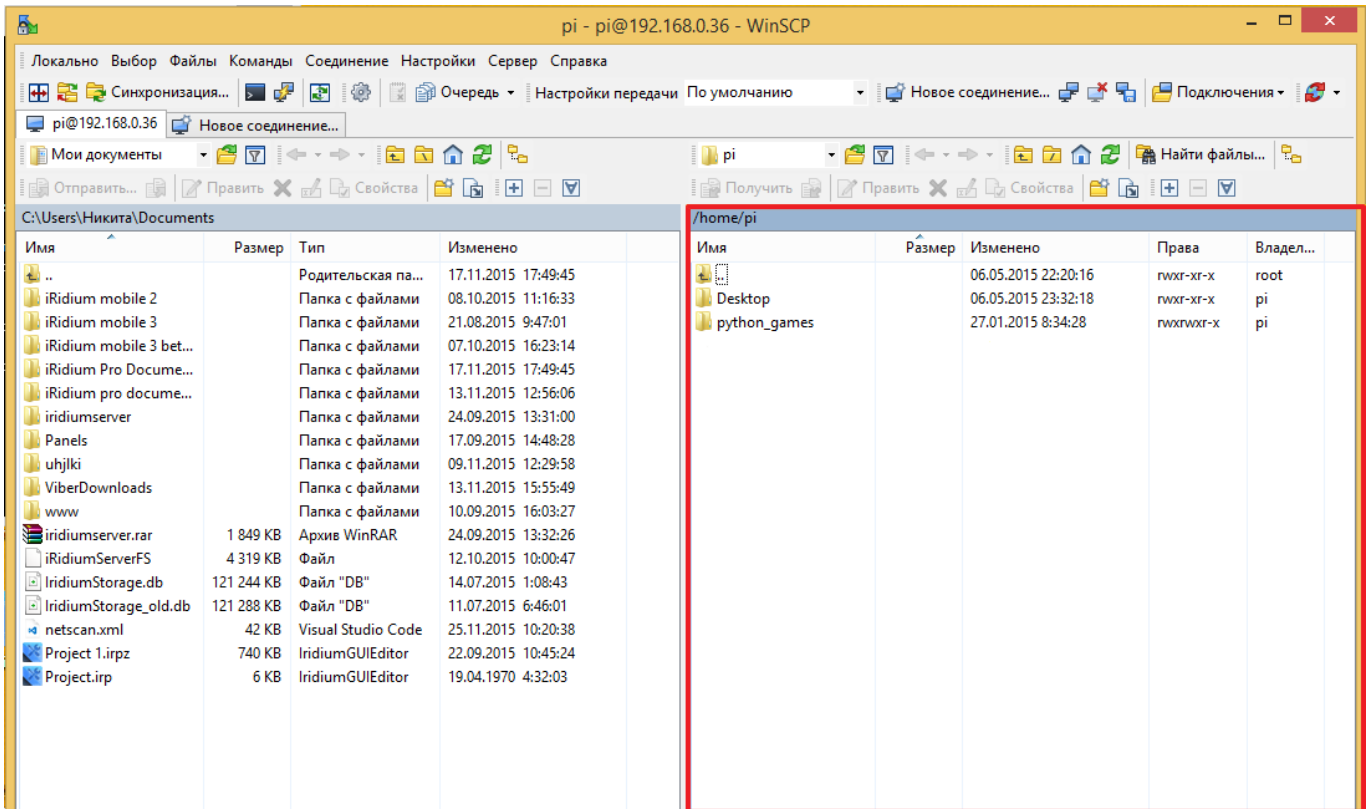 pi - pi@192.168.0.36 - WinSCP
Локально Выбор Файлы Команды Соединение Настройки Сервер Справка
Синхронизация... Очередь Настройки передачи По умолчанию Новое соединение... Подключения
pi@192.168.0.36 Новое соединение...
Мои документы pi Найти файлы...
Отправить... Править Свойства Получить Править Свойства
C:\Users\Никита\Documents /home/pi
Имя Размер Тип Изменено Имя Размер Изменено Права Владел...
.. Родительская па... 17.11.2015 17:49:45 .. 06.05.2015 22:20:16 rwxr-xr-x root
iRidium mobile 2 Папка с файлами 08.10.2015 11:16:33 Desktop 06.05.2015 23:32:18 rwxr-xr-x pi
iRidium mobile 3 Папка с файлами 21.08.2015 9:47:01 python_games 27.01.2015 8:34:28 rwxrwxr-x pi
iRidium mobile 3 bet... Папка с файлами 07.10.2015 16:23:14
iRidium Pro Docume... Папка с файлами 17.11.2015 17:49:45
iRidium pro docume... Папка с файлами 13.11.2015 12:56:06
iridiumserver Папка с файлами 24.09.2015 13:31:00
Panels Папка с файлами 17.09.2015 14:48:28
uhjlki Папка с файлами 09.11.2015 12:29:58
ViberDownloads Папка с файлами 13.11.2015 15:55:49
www Папка с файлами 10.09.2015 16:03:27
iridiumserver.rar 1 849 KB Архив WinRAR 24.09.2015 13:32:26
iRidiumServerFS 4 319 KB Файл 12.10.2015 10:00:47
IridiumStorage.db 121 244 KB Файл "DB" 14.07.2015 1:08:43
IridiumStorage_old.db 121 288 KB Файл "DB" 11.07.2015 6:46:01
netscan.xml 42 KB Visual Studio Code 25.11.2015 10:20:38
Project 1.irpz 740 KB IridiumGUIEditor 22.09.2015 10:45:24
Project.irp 6 KB IridiumGUIEditor 19.04.1970 4:32:03